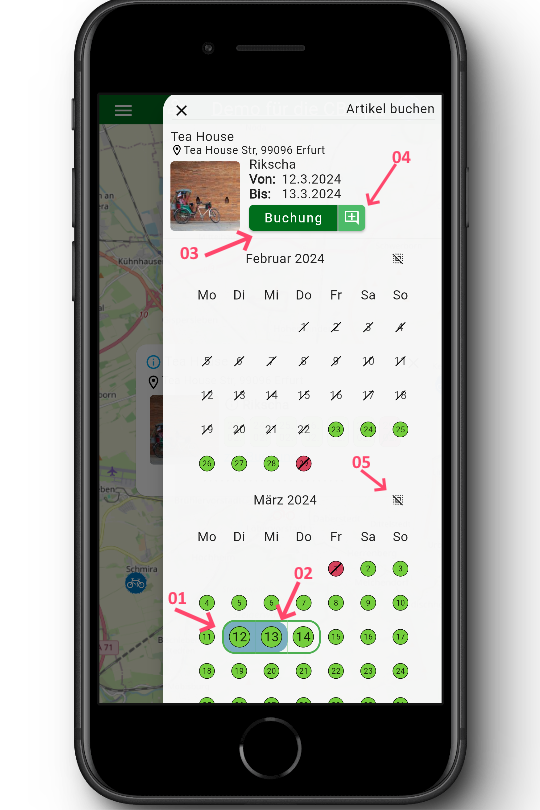 Artikel buchen
Tea House
Tea House Str, 99096 Erfurt
Rikscha
Von: 12.3.2024
Bis: 13.3.2024
04
Buchung
03
Februar 2024
Mo Di Mi Do Fr Sa So
1 2 3 4
5 6 7 8 9 10 11
12 13 14 15 16 17 18
19 20 21 22 23 24 25
26 27 28 29
05
März 2024
Mo Di Mi Do Fr Sa So
1 2 3
02
4 5 6 7 8 9 10
01
11 12 13 14 15 16 17
18 19 20 21 22 23 24
Kühnhause
10
Schmira
A 71